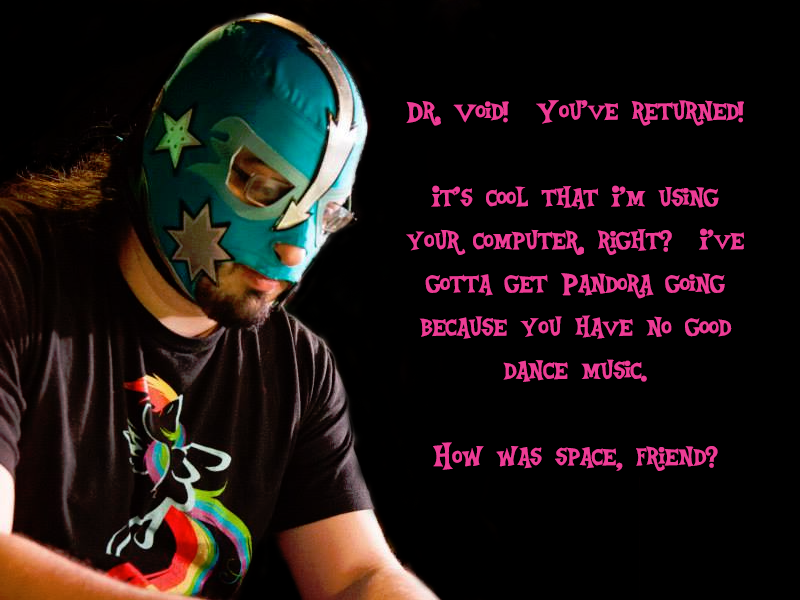 Dr. Void!  You've returned!
it's cool that i'm using
your computer, right?  i've
gotta get Pandora going
because you have no good
dance music.
How was space, friend?